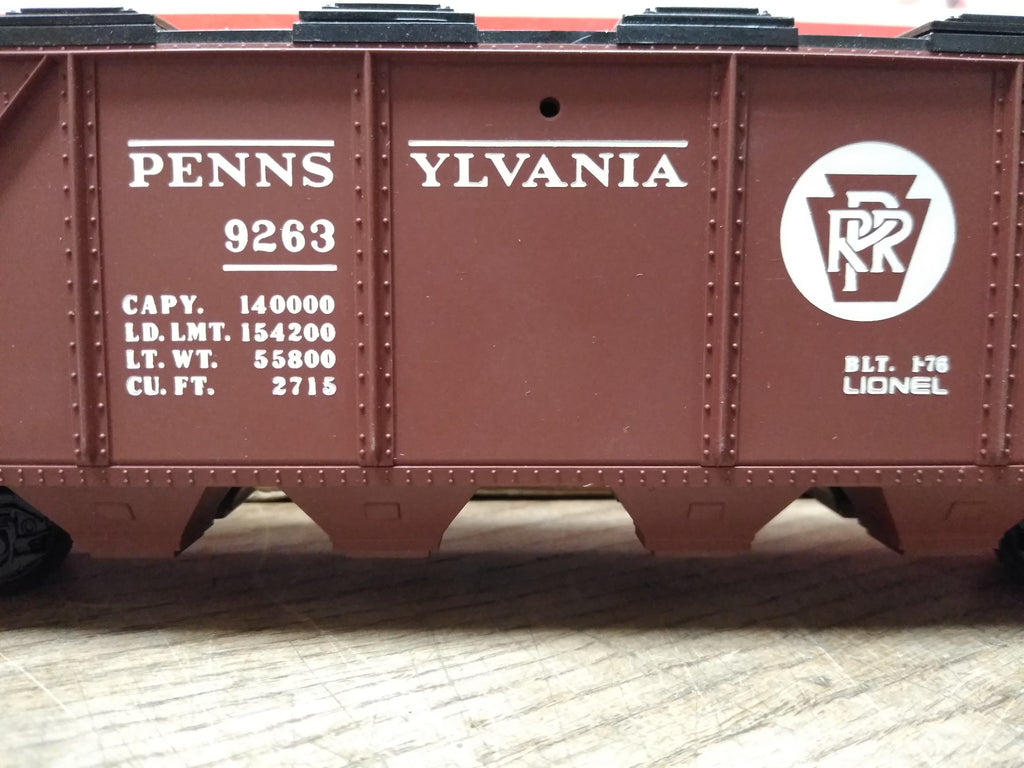 PENNS YLVANIA
9263
CAPY. 140000
LD. LMT. 154200
LT. WT. 55800
CU. FT. 2715
PRR
BLT. 1-76
LIONEL